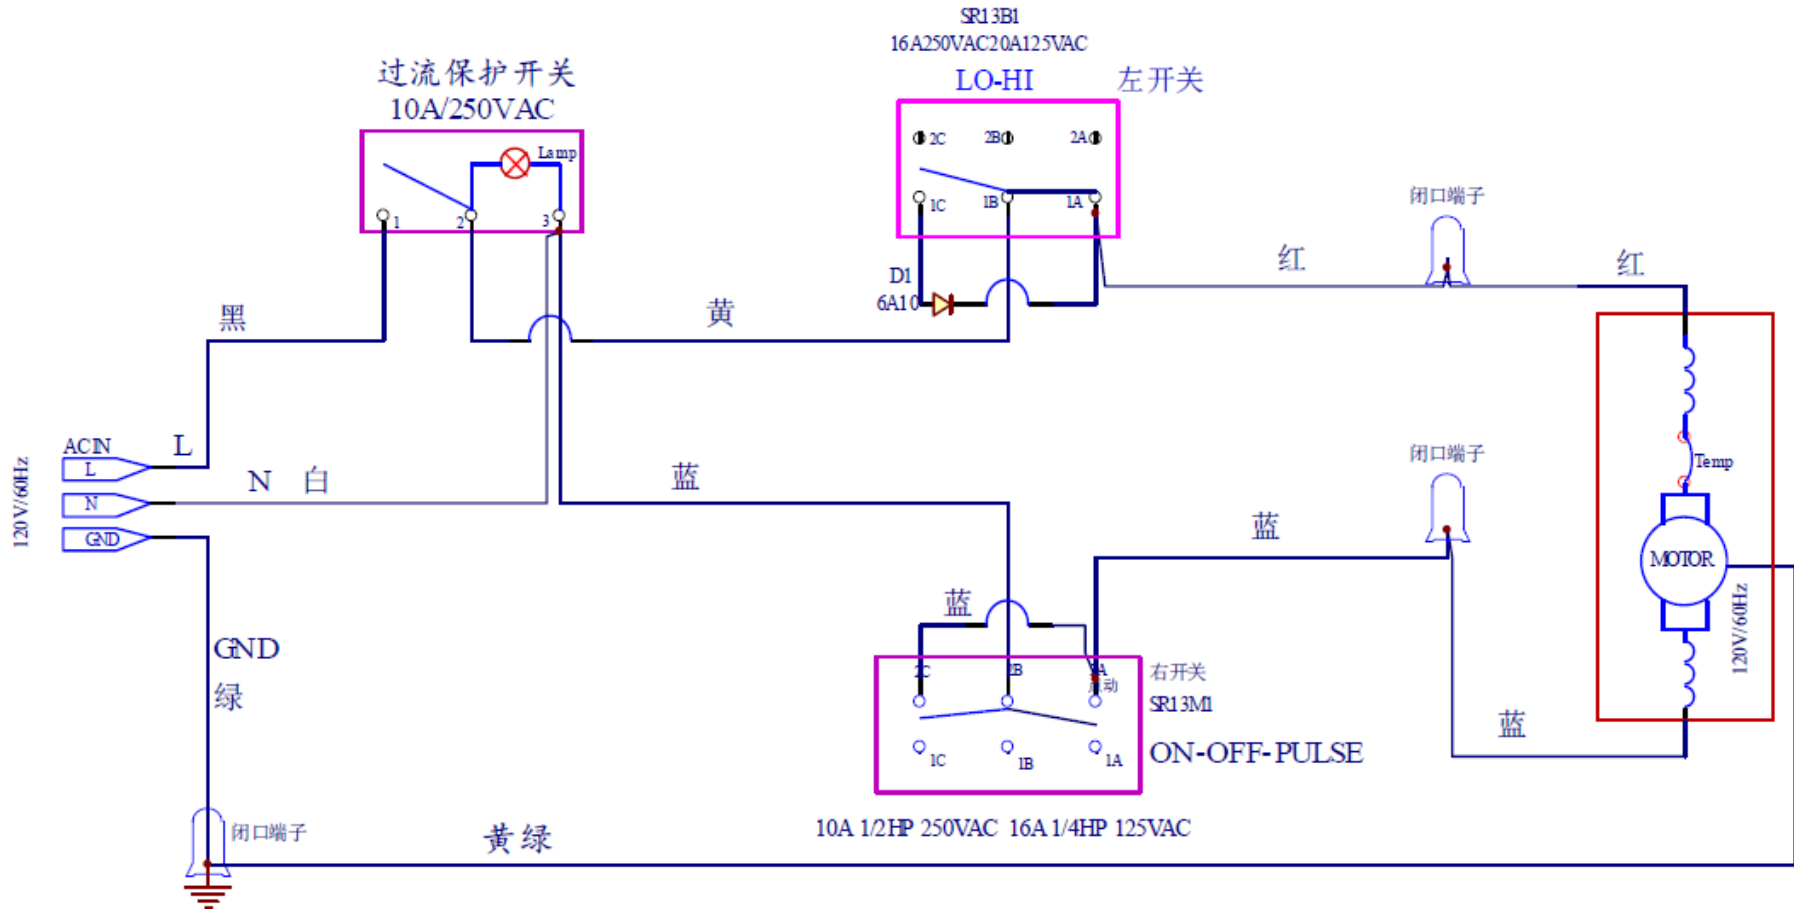 SR13B1
16A250VAC20A125VAC
LO-HI
左开关
过流保护开关
10A/250VAC
Lamp
1
2
3
2C
2B
2A
1C
1B
1A
D1
6A10
闭口端子
红
红
黑
黄
ACIN
L
L
N
GND
120V/60Hz
N 白
蓝
闭口端子
Temp
MOTOR
120V/60Hz
蓝
蓝
GND
绿
2C
2B
点动
右开关
SR13M1
ON-OFF-PULSE
1C
1B
1A
蓝
10A 1/2HP 250VAC 16A 1/4HP 125VAC
闭口端子
黄绿